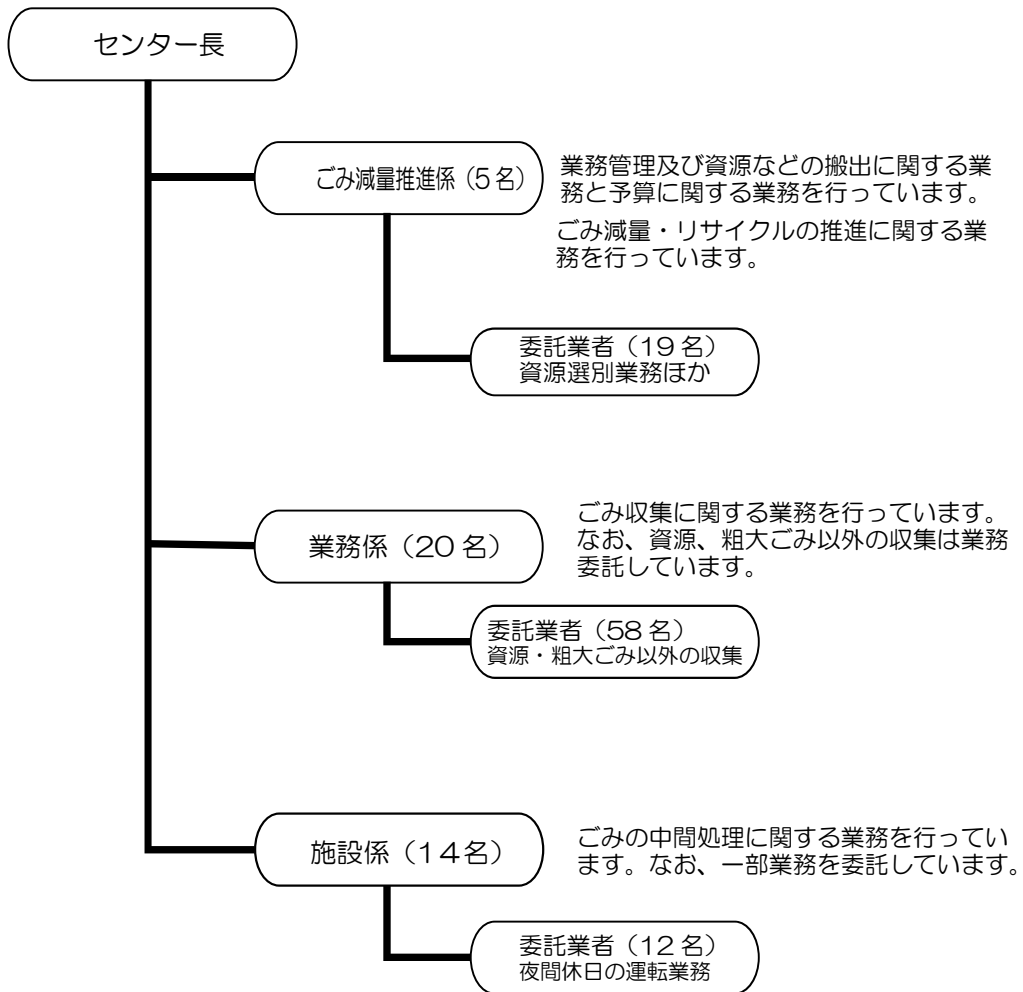 センター長
ごみ減量推進係（5名）
業務管理及び資源などの搬出に関する業
務と予算に関する業務を行っています。
ごみ減量・リサイクルの推進に関する業
務を行っています。
委託業者（19名）
資源選別業務ほか
業務係（20名）
ごみ収集に関する業務を行っています。
なお、資源、粗大ごみ以外の収集は業務
委託しています。
委託業者（58名）
資源・粗大ごみ以外の収集
施設係（14名）
ごみの中間処理に関する業務を行ってい
ます。なお、一部業務を委託しています。
委託業者（12名）
夜間休日の運転業務